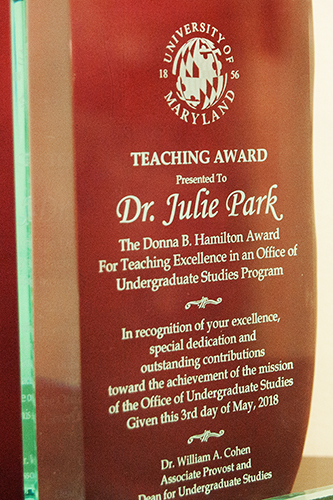 UNIVERSITY OF
18 56
MARYLAND
TEACHING AWARD
Presented To
Dr. Julie Park
The Donna B. Hamilton Award
For Teaching Excellence in an Office of
Undergraduate Studies Program
In recognition of your excellence,
special dedication and
outstanding contributions
toward the achievement of the mission
of the Office of Undergraduate Studies
Given this 3rd day of May, 2018
Dr. William A. Cohen
Associate Provost and
Dean for Undergraduate Studies